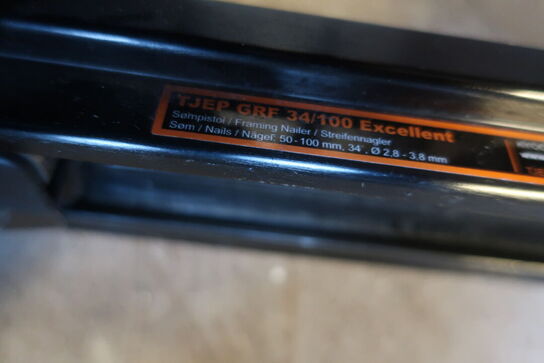 TJEP GRF 34/100 Excellent
Sømpistol / Framing Nailer / Streifennagler
Søm / Nails / Nägel: 50 - 100 mm, 34°, Ø 2,8 - 3,8 mm